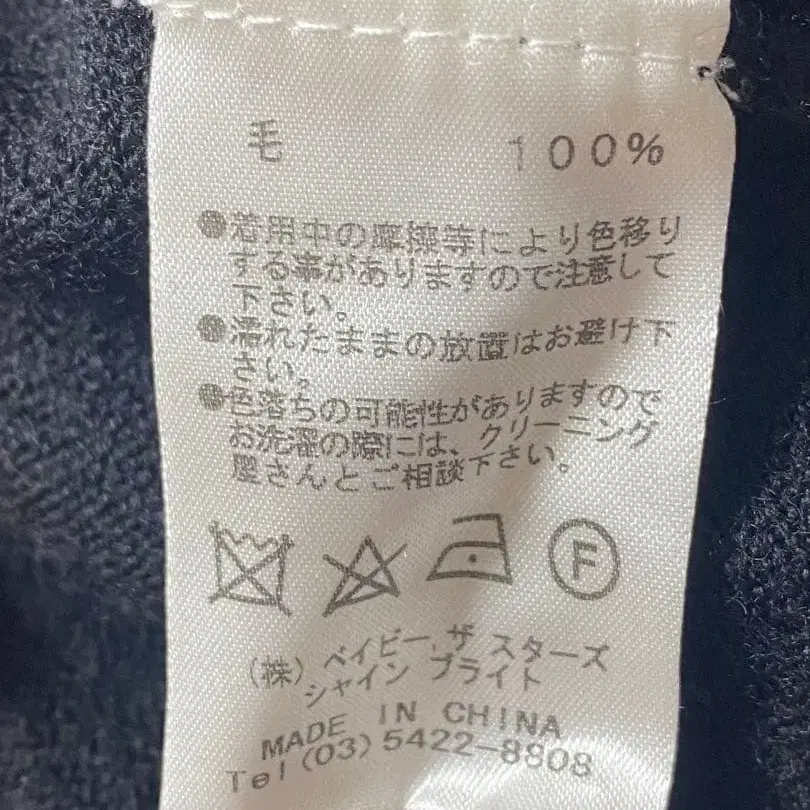 毛 100%
●着用中の摩擦等により色移り
する事がありますので注意して
下さい。
●濡れたままの放置はお避け下
さい。
●色落ちの可能性がありますので
お洗濯の際には、クリーニング
屋さんとご相談下さい。
F
(株) ベイビー,ザ スターズ
シャイン ブライト
MADE IN CHINA
Tel(03)5422-8808